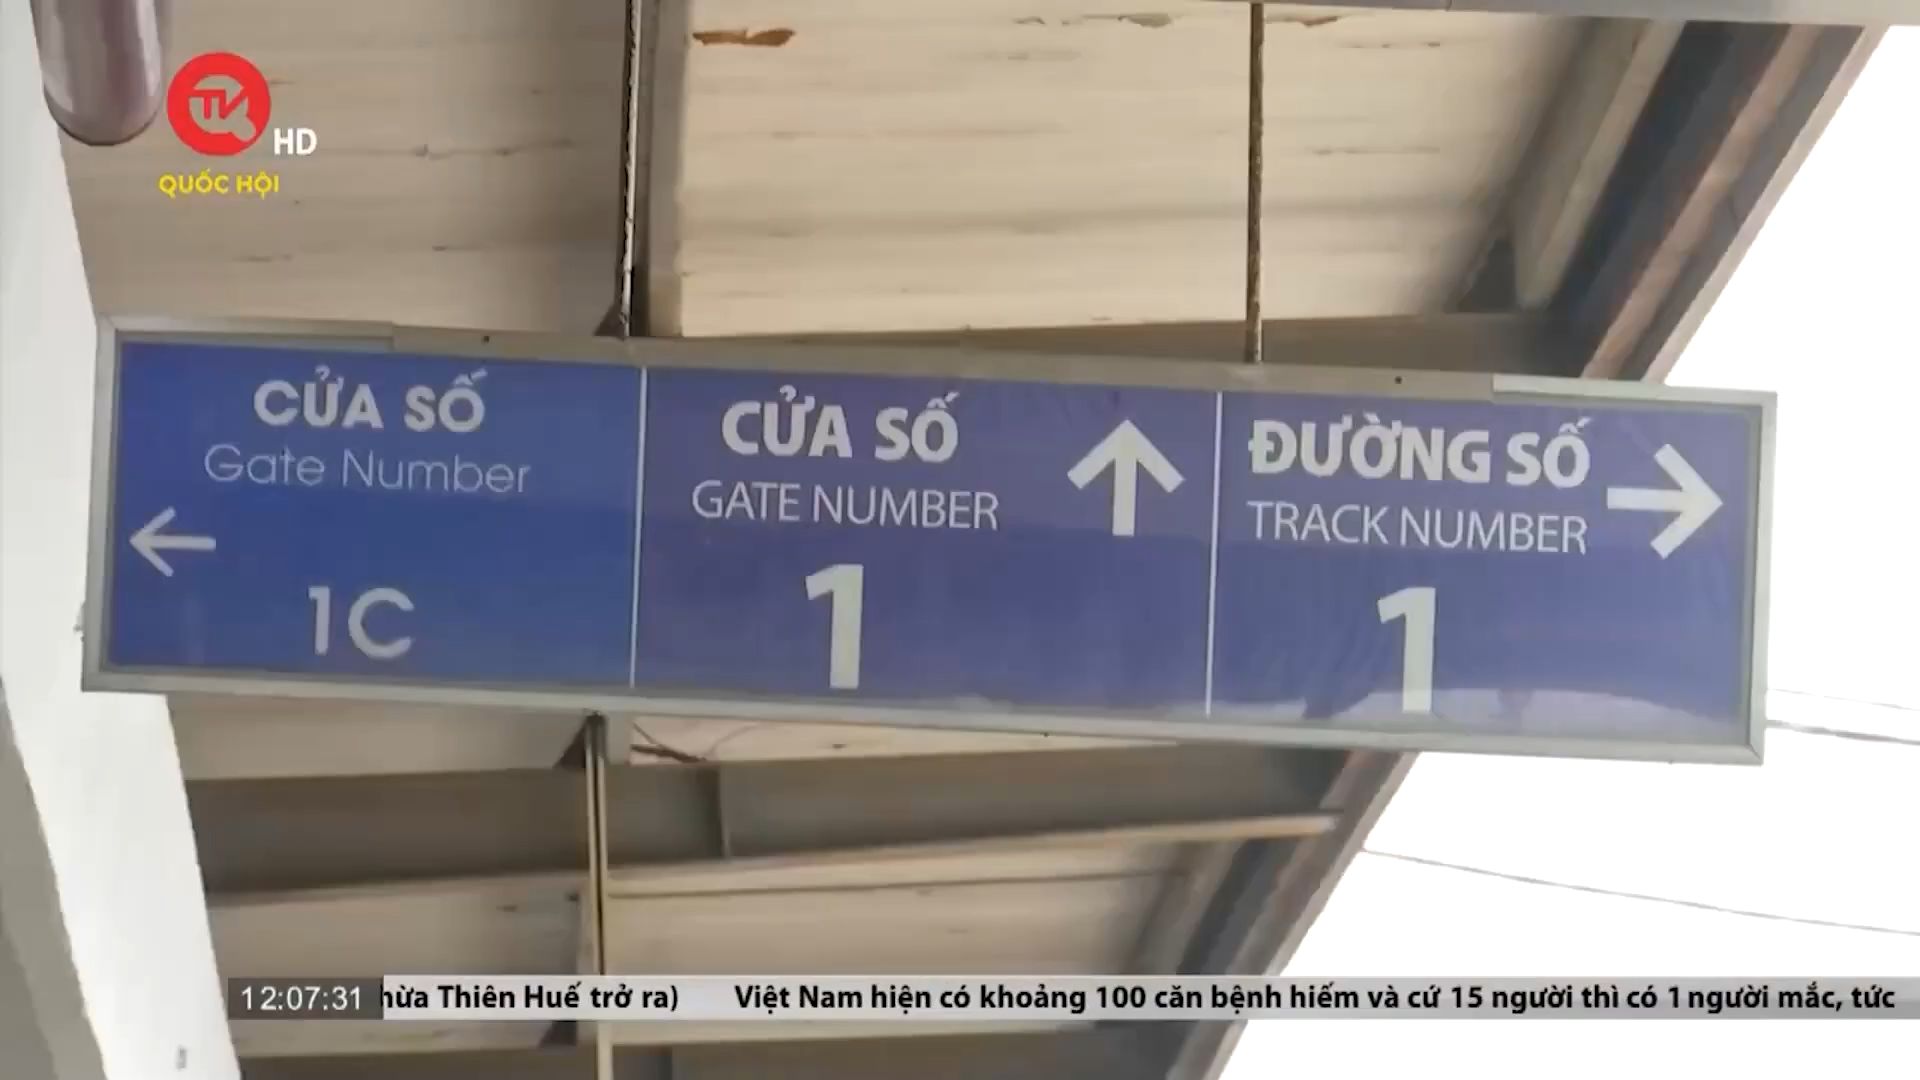 HD
QUỐC HỘI
CỬA SỐ
Gate Number
1C
CỬA SỐ
GATE NUMBER
1
ĐƯỜNG SỐ
TRACK NUMBER
1
12:07:31
Thiên Huế trở ra) Việt Nam hiện có khoảng 100 căn bệnh hiếm và cứ 15 người thì có 1 người mắc, tức